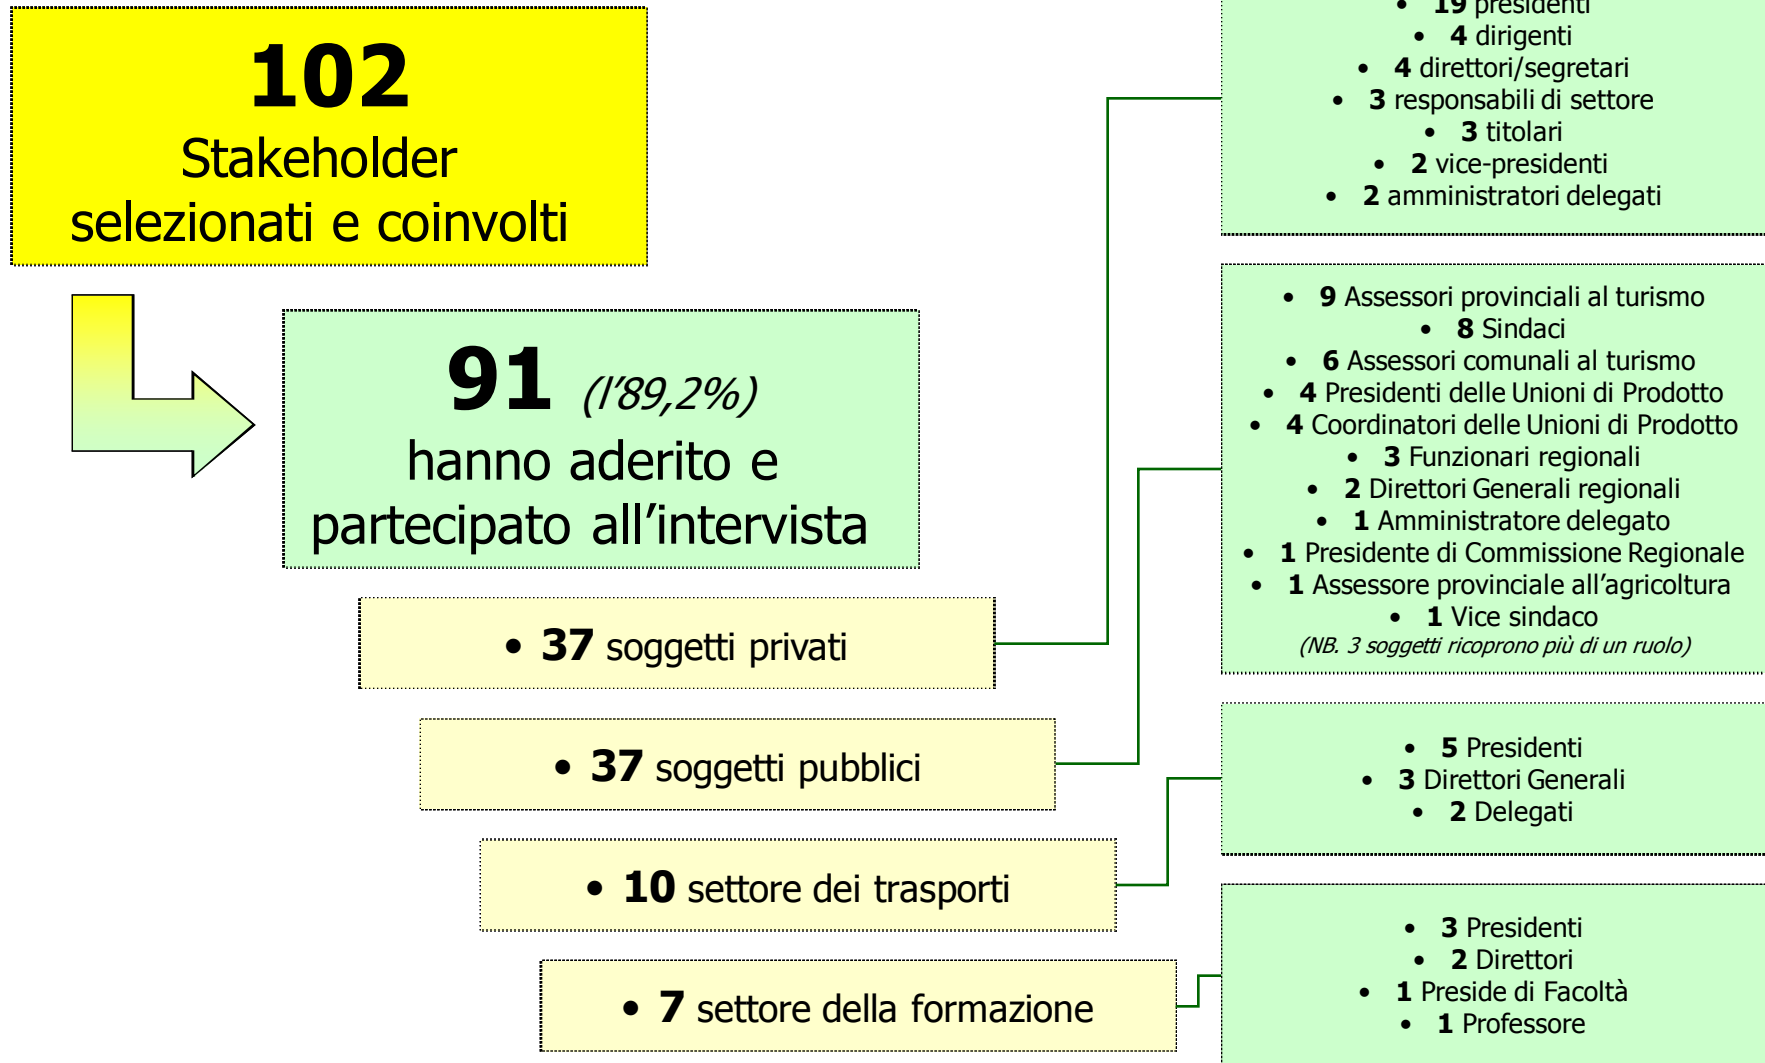 102
Stakeholder
selezionati e coinvolti
91 (l'89,2%)
hanno aderito e
partecipato all'intervista
• 37 soggetti privati
• 37 soggetti pubblici
• 10 settore dei trasporti
• 7 settore della formazione
• 19 presidenti
• 4 dirigenti
• 4 direttori/segretari
• 3 responsabili di settore
• 3 titolari
• 2 vice-presidenti
• 2 amministratori delegati
• 9 Assessori provinciali al turismo
• 8 Sindaci
• 6 Assessori comunali al turismo
• 4 Presidenti delle Unioni di Prodotto
• 4 Coordinatori delle Unioni di Prodotto
• 3 Funzionari regionali
• 2 Direttori Generali regionali
• 1 Amministratore delegato
• 1 Presidente di Commissione Regionale
• 1 Assessore provinciale all'agricoltura
• 1 Vice sindaco
(NB. 3 soggetti ricoprono più di un ruolo)
• 5 Presidenti
• 3 Direttori Generali
• 2 Delegati
• 3 Presidenti
• 2 Direttori
• 1 Preside di Facoltà
• 1 Professore